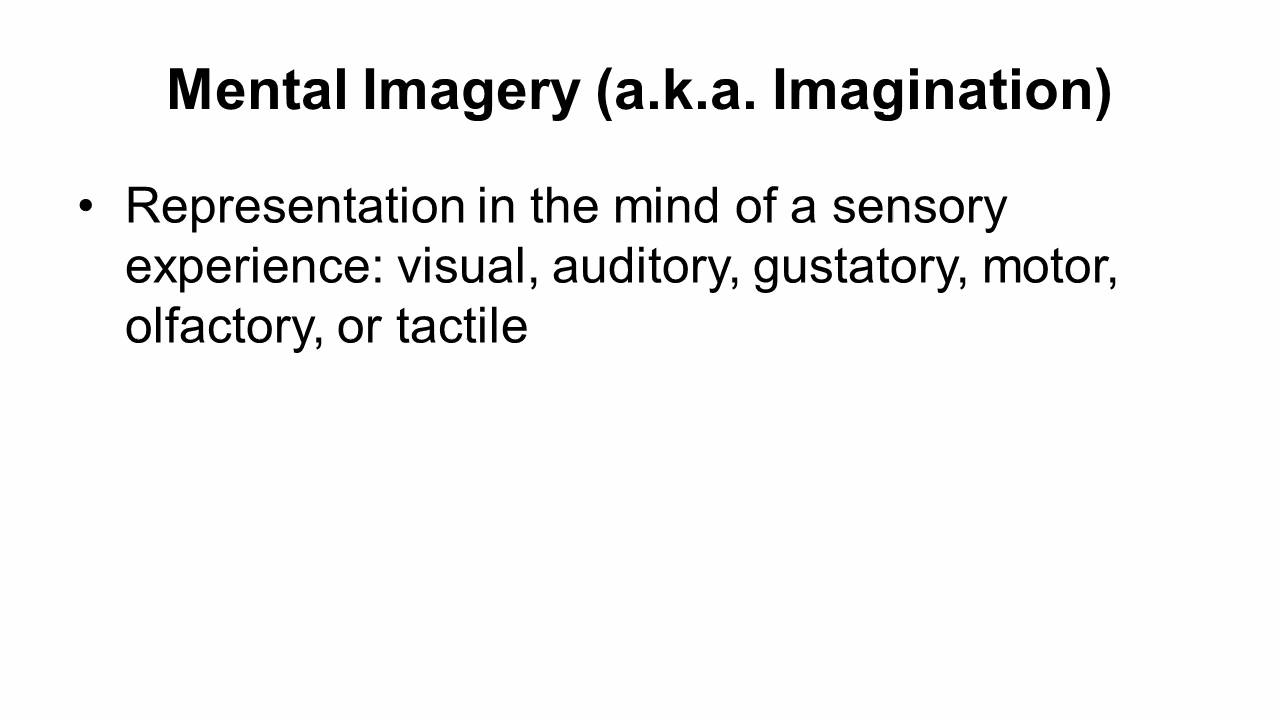 Mental Imagery (a.k.a. Imagination)
• Representation in the mind of a sensory
experience: visual, auditory, gustatory, motor,
olfactory, or tactile